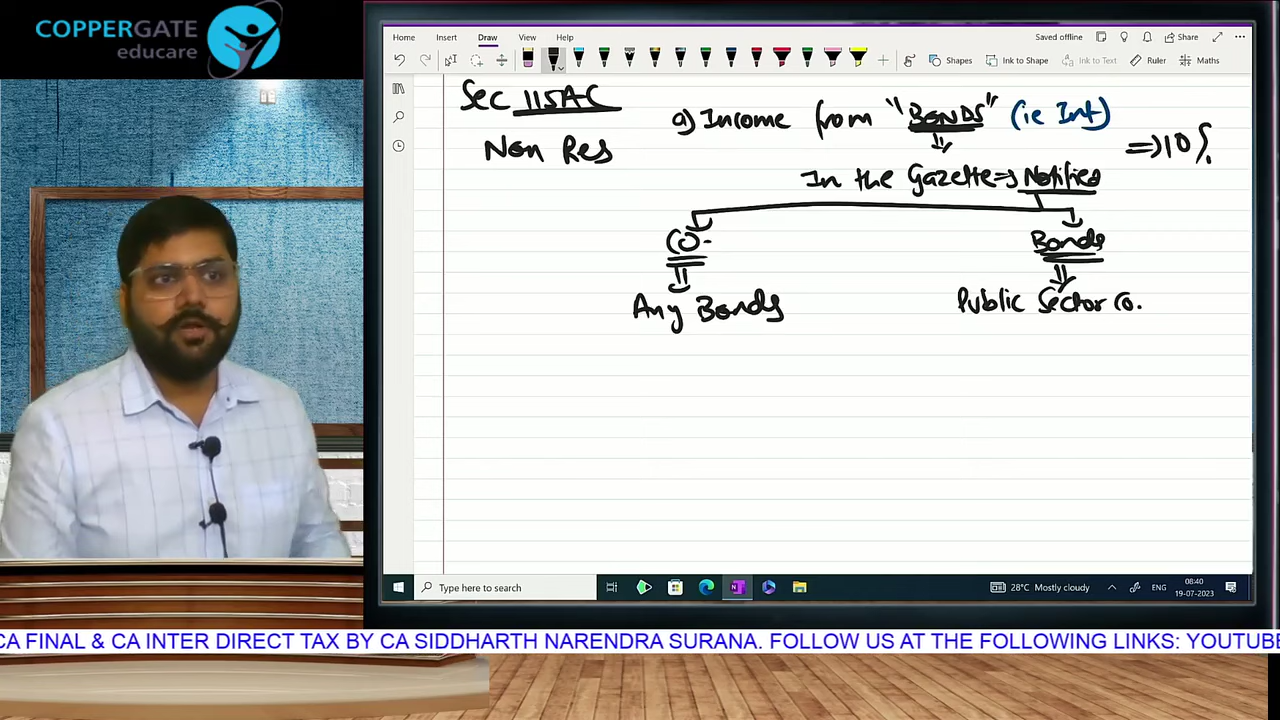 COPPERGATE
educare
Home Insert Draw View Help
Saved offline
Share
Shapes
Ink to Shape
Ink to Text
Ruler
Maths
Sec 115AC
Non Res
a) Income from "BONDS" (ie Int)
=> 10%
In the Gazette => Notified
Co.
Bonds
Any Bonds
Public Sector Co.
Type here to search
28°C Mostly cloudy
ENG
08:40
19-07-2023
CA FINAL & CA INTER DIRECT TAX BY CA SIDDHARTH NARENDRA SURANA. FOLLOW US AT THE FOLLOWING LINKS: YOUTUBE